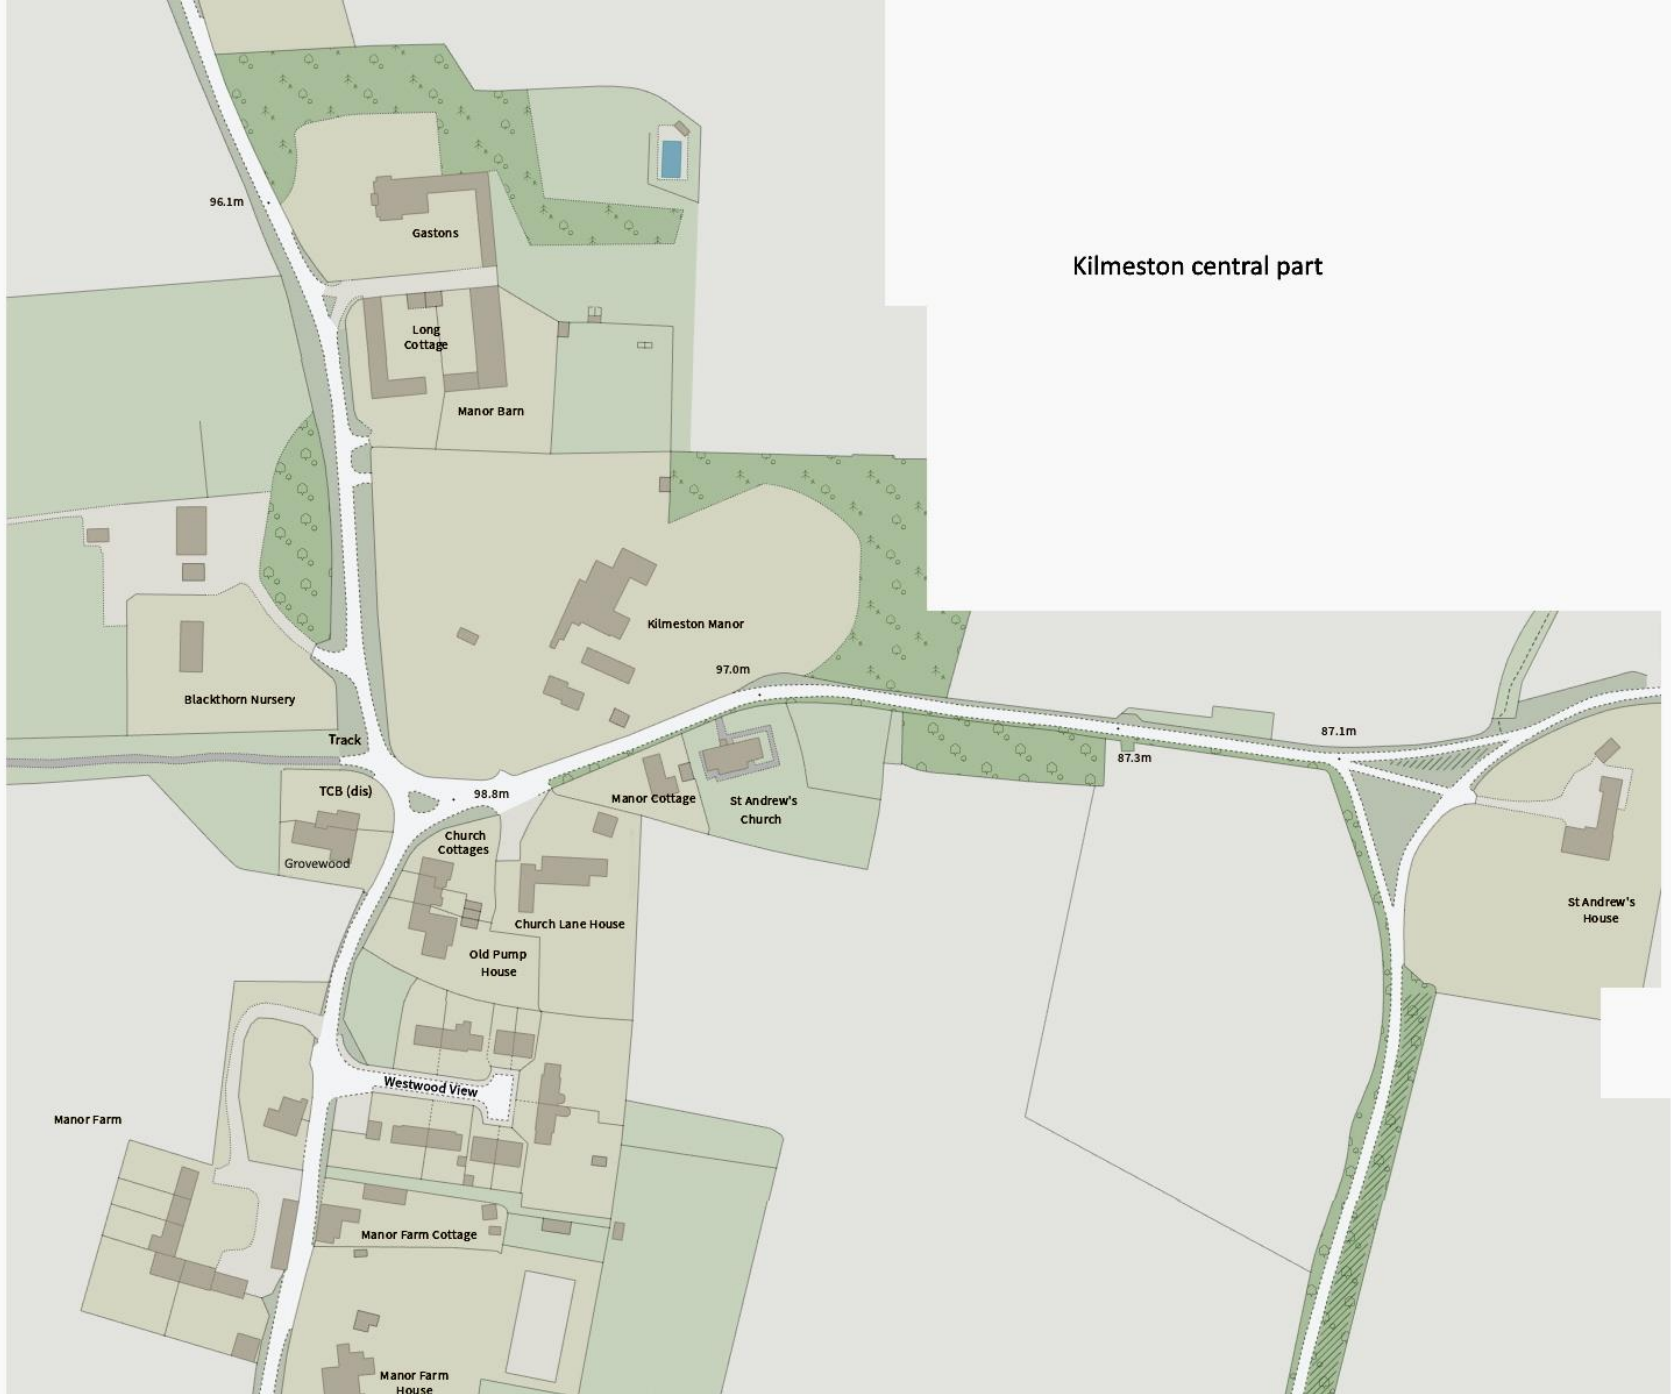 96.1m
Gastons
Kilmeston central part
Long
Cottage
Manor Barn
Kilmeston Manor
97.0m
Blackthorn Nursery
Track
87.1m
87.3m
TCB (dis)
98.8m
Manor Cottage
St Andrew's
Church
Church
Cottages
Grovewood
St Andrew's
House
Church Lane House
Old Pump
House
Westwood View
Manor Farm
Manor Farm Cottage
Manor Farm
House